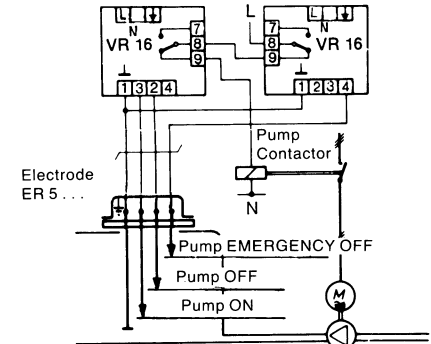 L N
VR 16
7
8
9
1 3 2 4
L
L N
VR 16
7
8
9
1 2 3 4
Pump
Contactor
N
Electrode
ER 5 . . .
Pump EMERGENCY OFF
Pump OFF
Pump ON
M